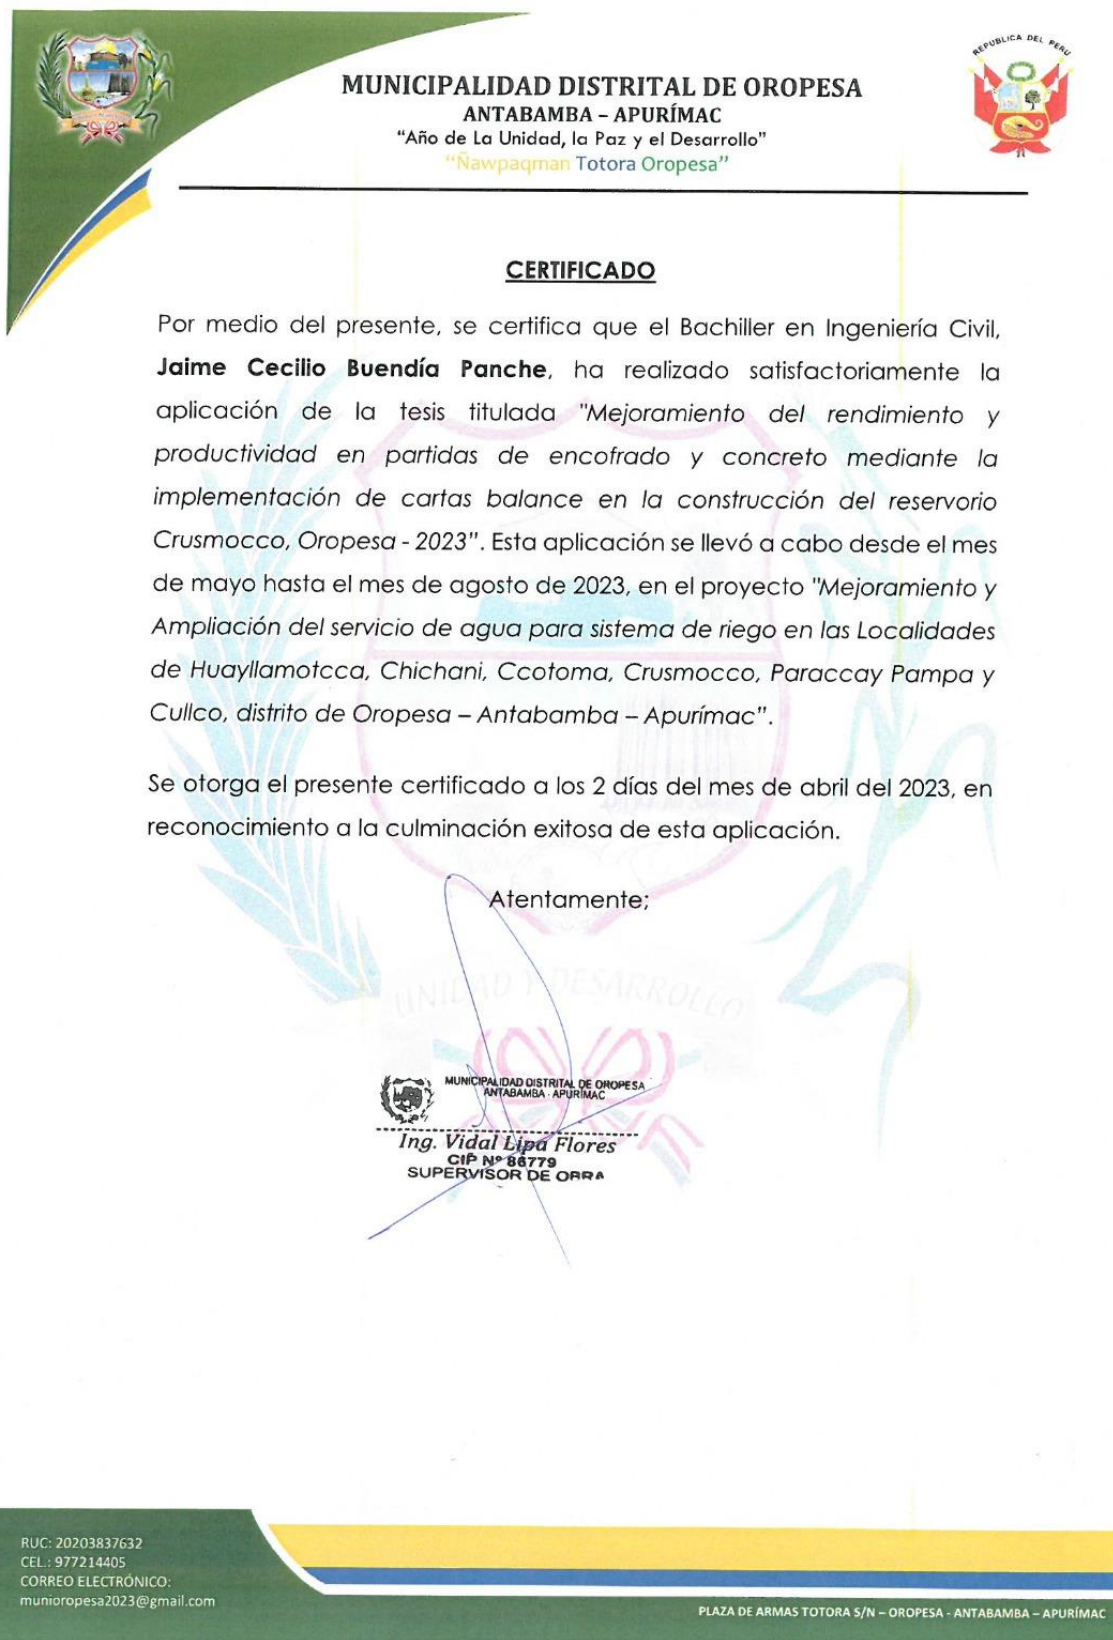 REPUBLICA DEL PERU
MUNICIPALIDAD DISTRITAL DE OROPESA
ANTABAMBA – APURÍMAC
“Año de La Unidad, la Paz y el Desarrollo”
“Ñawpaqman Totora Oropesa”
CERTIFICADO
Por medio del presente, se certifica que el Bachiller en Ingeniería Civil,
Jaime Cecilio Buendía Panche, ha realizado satisfactoriamente la
aplicación de la tesis titulada "Mejoramiento del rendimiento y
productividad en partidas de encofrado y concreto mediante la
implementación de cartas balance en la construcción del reservorio
Crusmocco, Oropesa - 2023". Esta aplicación se llevó a cabo desde el mes
de mayo hasta el mes de agosto de 2023, en el proyecto "Mejoramiento y
Ampliación del servicio de agua para sistema de riego en las Localidades
de Huayllamotcca, Chichani, Ccotoma, Crusmocco, Paraccay Pampa y
Cullco, distrito de Oropesa – Antabamba – Apurímac".
Se otorga el presente certificado a los 2 días del mes de abril del 2023, en
reconocimiento a la culminación exitosa de esta aplicación.
Atentamente;
UNIDAD Y DESARROLLO
MUNICIPALIDAD DISTRITAL DE OROPESA
ANTABAMBA - APURÍMAC
Ing. Vidal Lipa Flores
CIP Nº 86779
SUPERVISOR DE OBRA
RUC: 20203837632
CEL.: 977214405
CORREO ELECTRÓNICO:
munioropesa2023@gmail.com
PLAZA DE ARMAS TOTORA S/N – OROPESA - ANTABAMBA – APURÍMAC